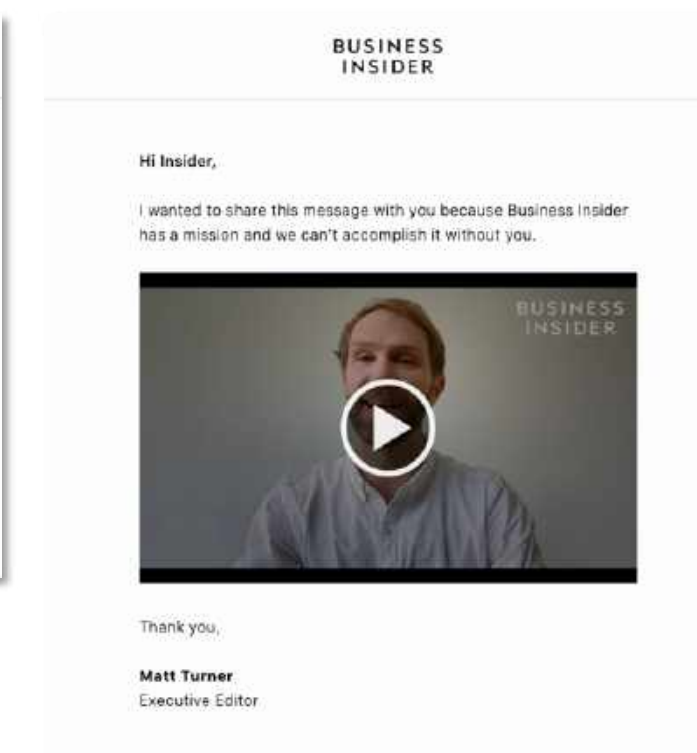 BUSINESS
INSIDER
Hi Insider,
I wanted to share this message with you because Business Insider
has a mission and we can't accomplish it without you.
BUSINESS
INSIDER
Thank you,
Matt Turner
Executive Editor